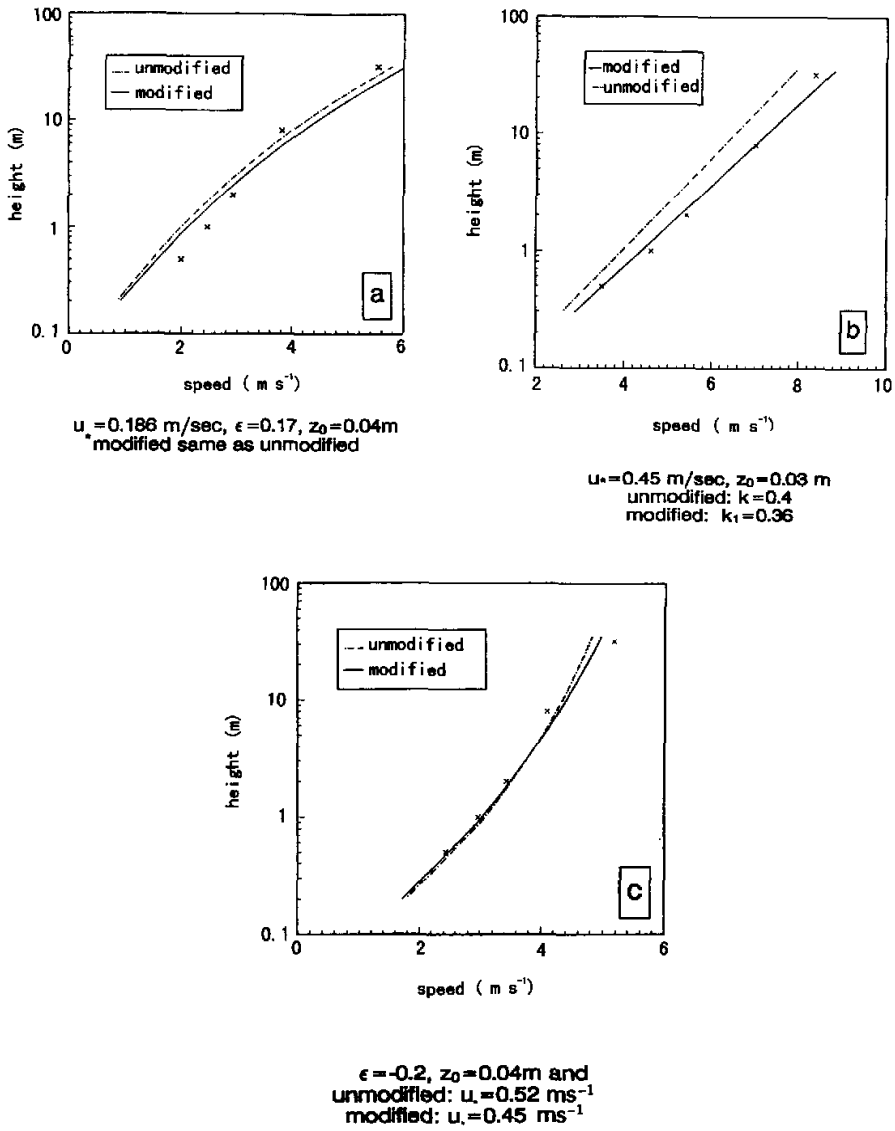 100
10
1
0.1
height (m)
unmodified
modified
a
0 2 4 6
speed ( m s⁻¹)
u*=0.186 m/sec, ϵ=0.17, z₀=0.04m
modified same as unmodified
100
10
1
0.1
height (m)
modified
unmodified
b
2 4 6 8 10
speed ( m s⁻¹)
u*=0.45 m/sec, z₀=0.03 m
unmodified: k=0.4
modified: k₁=0.36
100
10
1
0.1
height (m)
unmodified
modified
C
0 2 4 6
speed ( m s⁻¹)
ϵ=-0.2, z₀=0.04m and
unmodified: u*=0.52 ms⁻¹
modified: u*=0.45 ms⁻¹